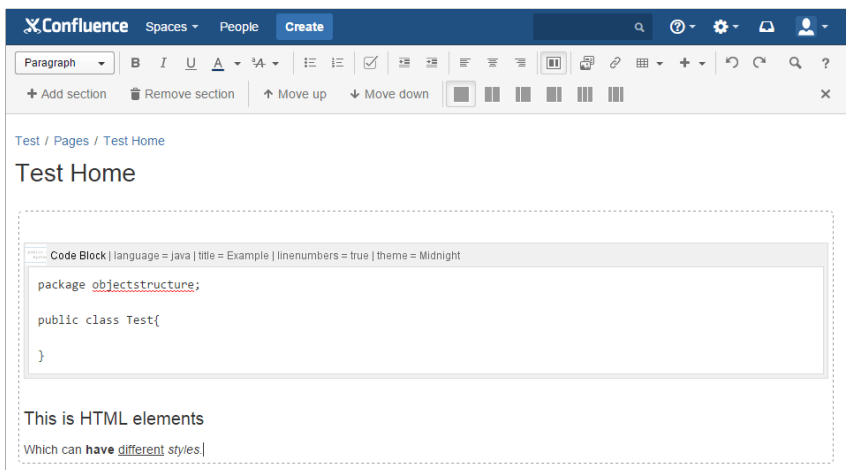 Confluence Spaces People Create
Paragraph B I U A
+ Add section Remove section Move up Move down
Test / Pages / Test Home
Test Home
Code Block | language = java | title = Example | linenumbers = true | theme = Midnight
package objectstructure;
public class Test{
}
This is HTML elements
Which can have different styles.